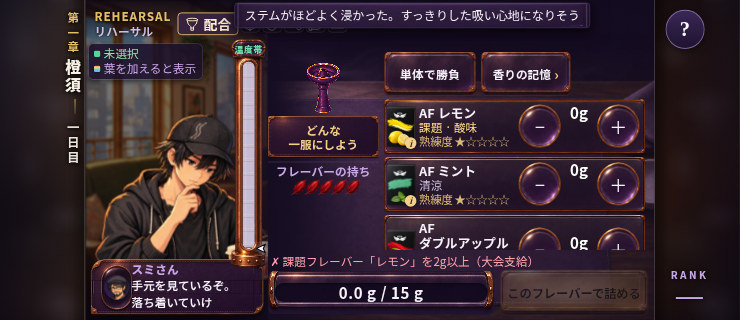 第一章 橙須 ― 一日目
REHEARSAL
リハーサル
配合
ステムがほどよく浸かった。すっきりした吸い心地になりそう
?
未選択
葉を加えると表示
温度帯
単体で勝負
香りの記憶 ›
どんな
一服にしよう
フレーバーの持ち
AF レモン
課題・酸味
熟練度 ★☆☆☆☆
0g
−
+
AF ミント
清涼
熟練度 ★☆☆☆☆
0g
−
+
AF
ダブルアップル
0g
スミさん
手元を見ているぞ。
落ち着いていけ
✗ 課題フレーバー「レモン」を2g以上（大会支給）
0.0 g / 15 g
このフレーバーで詰める
RANK
—